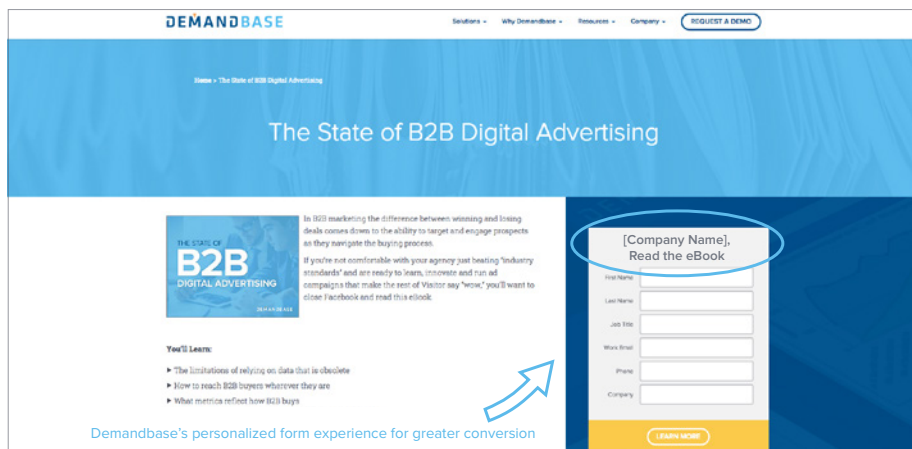 DEMANDBASE
Solutions Why Demandbase Resources Company REQUEST A DEMO
Home » The State of B2B Digital Advertising
The State of B2B Digital Advertising
THE STATE OF
B2B
DIGITAL ADVERTISING
DEMANDBASE
In B2B marketing the difference between winning and losing
deals comes down to the ability to target and engage prospects
as they navigate the buying process.
If you're not comfortable with your agency just beating "industry
standards" and are ready to learn, innovate and run ad
campaigns that make the rest of Visitor say "wow," you'll want to
close Facebook and read this eBook.
You'll Learn:
▶ The limitations of relying on data that is obsolete
▶ How to reach B2B buyers wherever they are
▶ What metrics reflect how B2B buys
Demandbase's personalized form experience for greater conversion
[Company Name],
Read the eBook
First Name
Last Name
Job Title
Work Email
Phone
Company
LEARN MORE